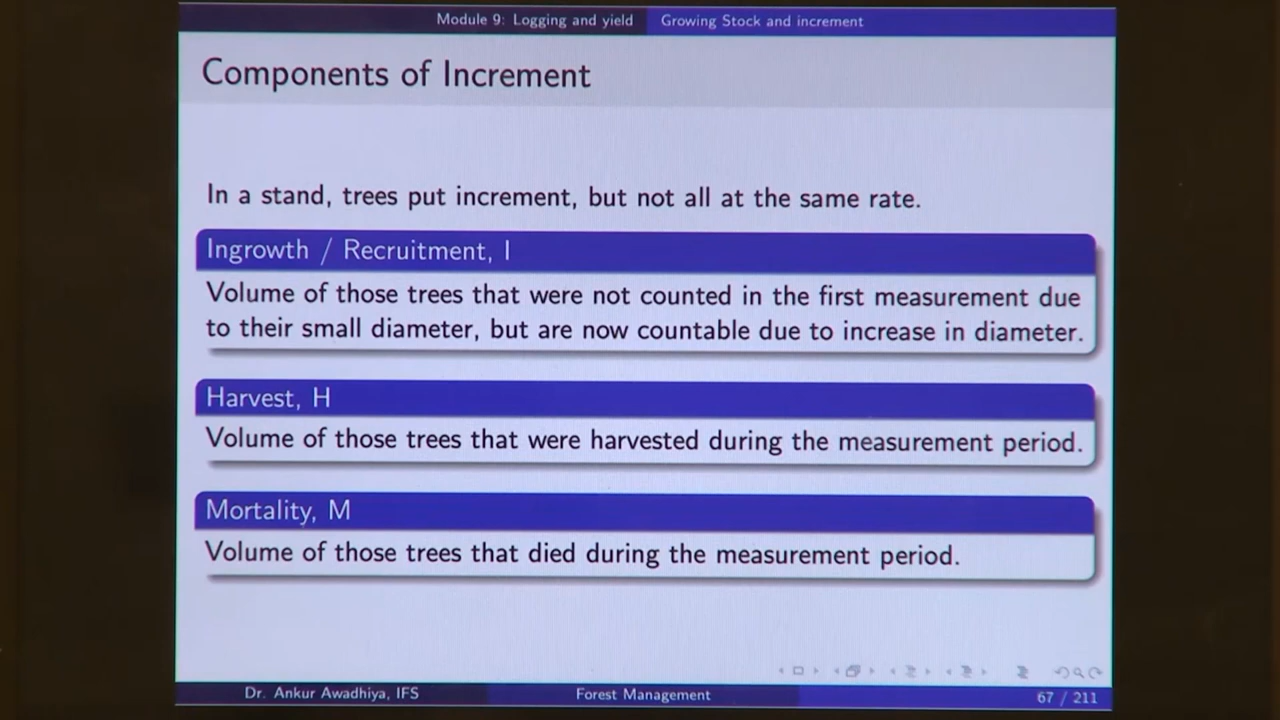 Module 9: Logging and yield Growing Stock and increment
Components of Increment
In a stand, trees put increment, but not all at the same rate.
Ingrowth / Recruitment, I
Volume of those trees that were not counted in the first measurement due
to their small diameter, but are now countable due to increase in diameter.
Harvest, H
Volume of those trees that were harvested during the measurement period.
Mortality, M
Volume of those trees that died during the measurement period.
Dr. Ankur Awadhiya, IFS Forest Management 67 / 211